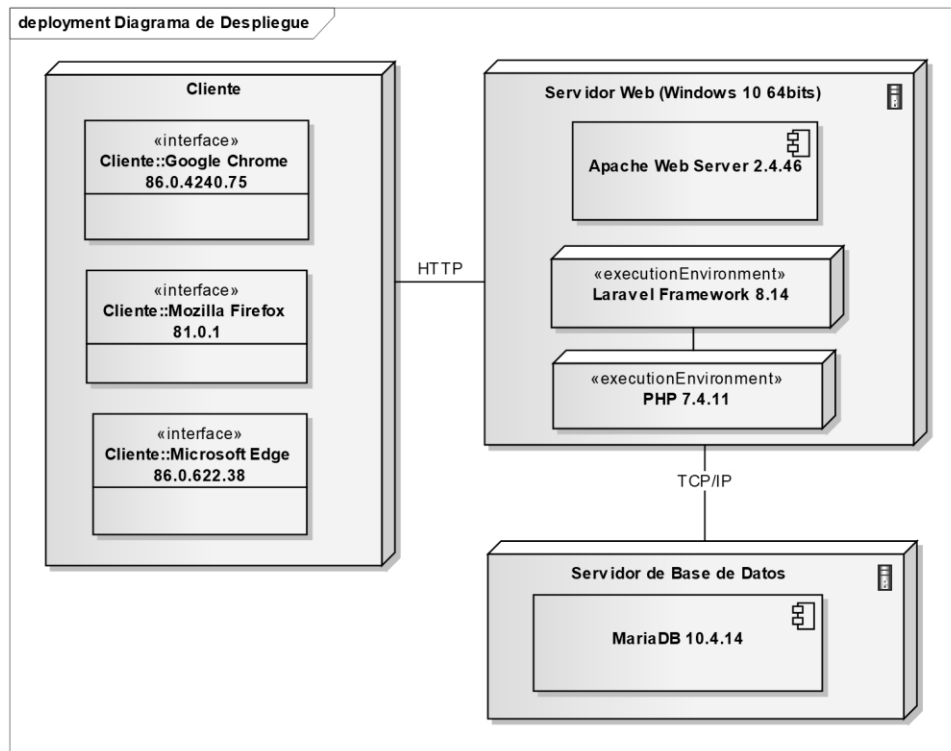 deployment Diagrama de Despliegue
Cliente
«interface»
Cliente::Google Chrome
86.0.4240.75
«interface»
Cliente::Mozilla Firefox
81.0.1
«interface»
Cliente::Microsoft Edge
86.0.622.38
HTTP
Servidor Web (Windows 10 64bits)
Apache Web Server 2.4.46
«executionEnvironment»
Laravel Framework 8.14
«executionEnvironment»
PHP 7.4.11
TCP/IP
Servidor de Base de Datos
MariaDB 10.4.14